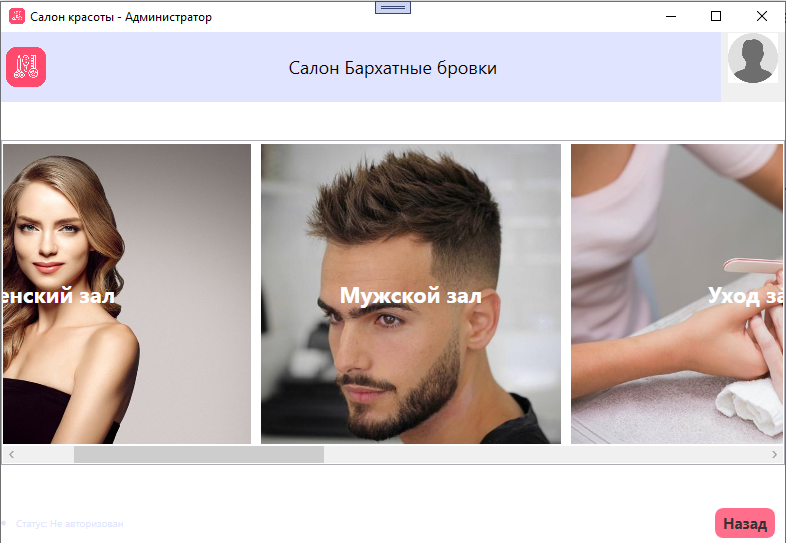 Салон красоты - Администратор
Салон Бархатные бровки
енский зал
Мужской зал
Уход за
Статус: Не авторизован
Назад